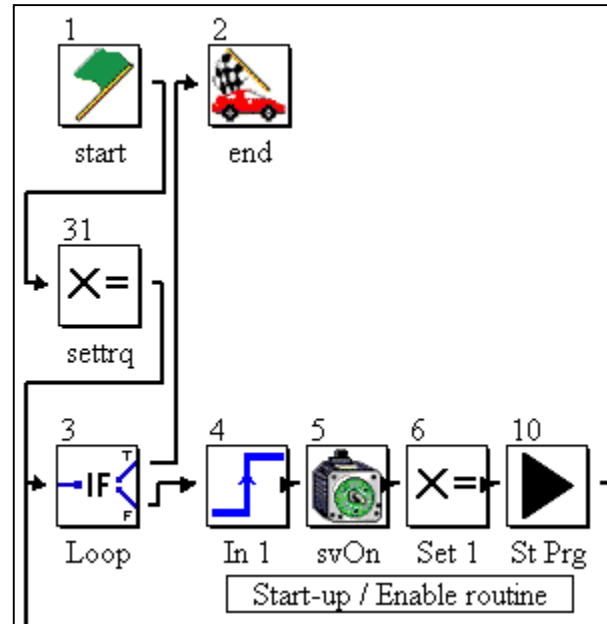 1 2
start end
31
X=
settrq
3 4 5 6 10
IF T F X=
Loop In 1 svOn Set 1 St Prg
Start-up / Enable routine